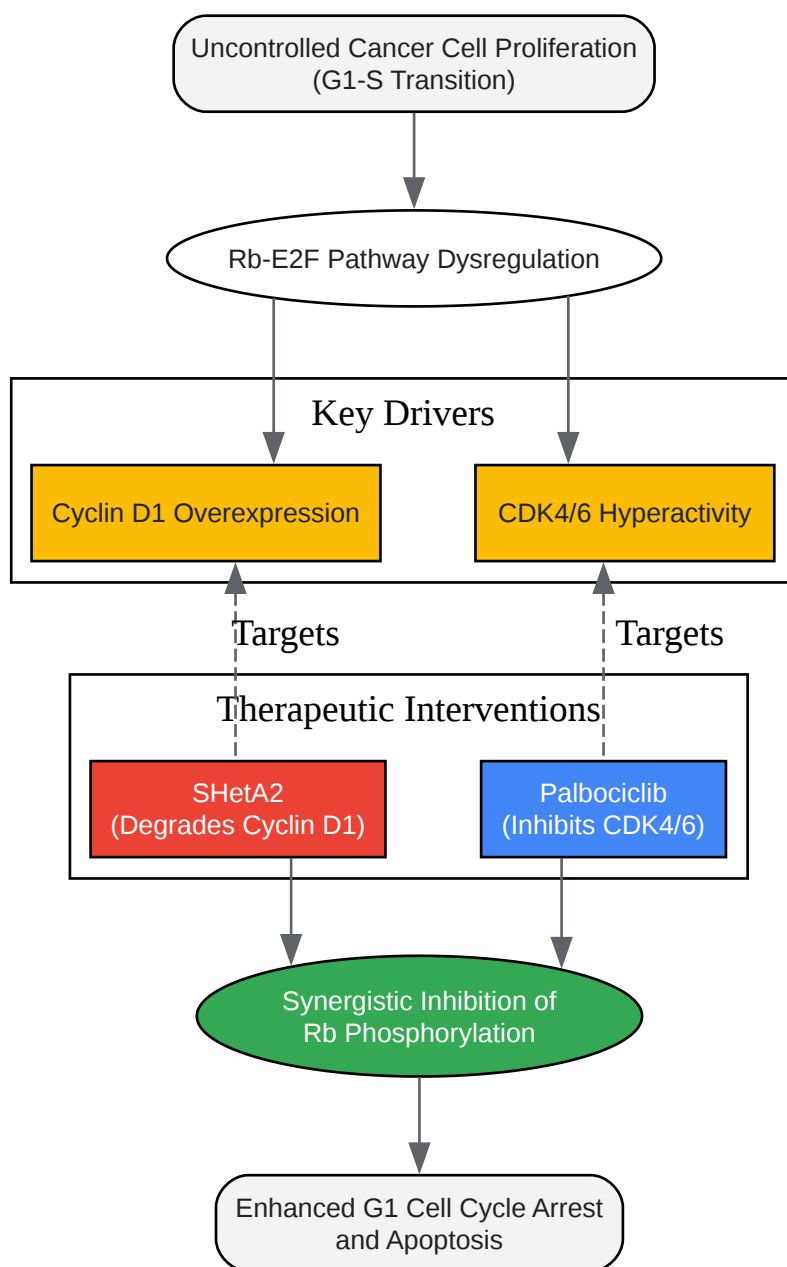 Uncontrolled Cancer Cell Proliferation
(G1-S Transition)
Rb-E2F Pathway Dysregulation
Key Drivers
Cyclin D1 Overexpression
CDK4/6 Hyperactivity
Targets
Targets
Therapeutic Interventions
SHetA2
(Degrades Cyclin D1)
Palbociclib
(Inhibits CDK4/6)
Synergistic Inhibition of
Rb Phosphorylation
Enhanced G1 Cell Cycle Arrest
and Apoptosis